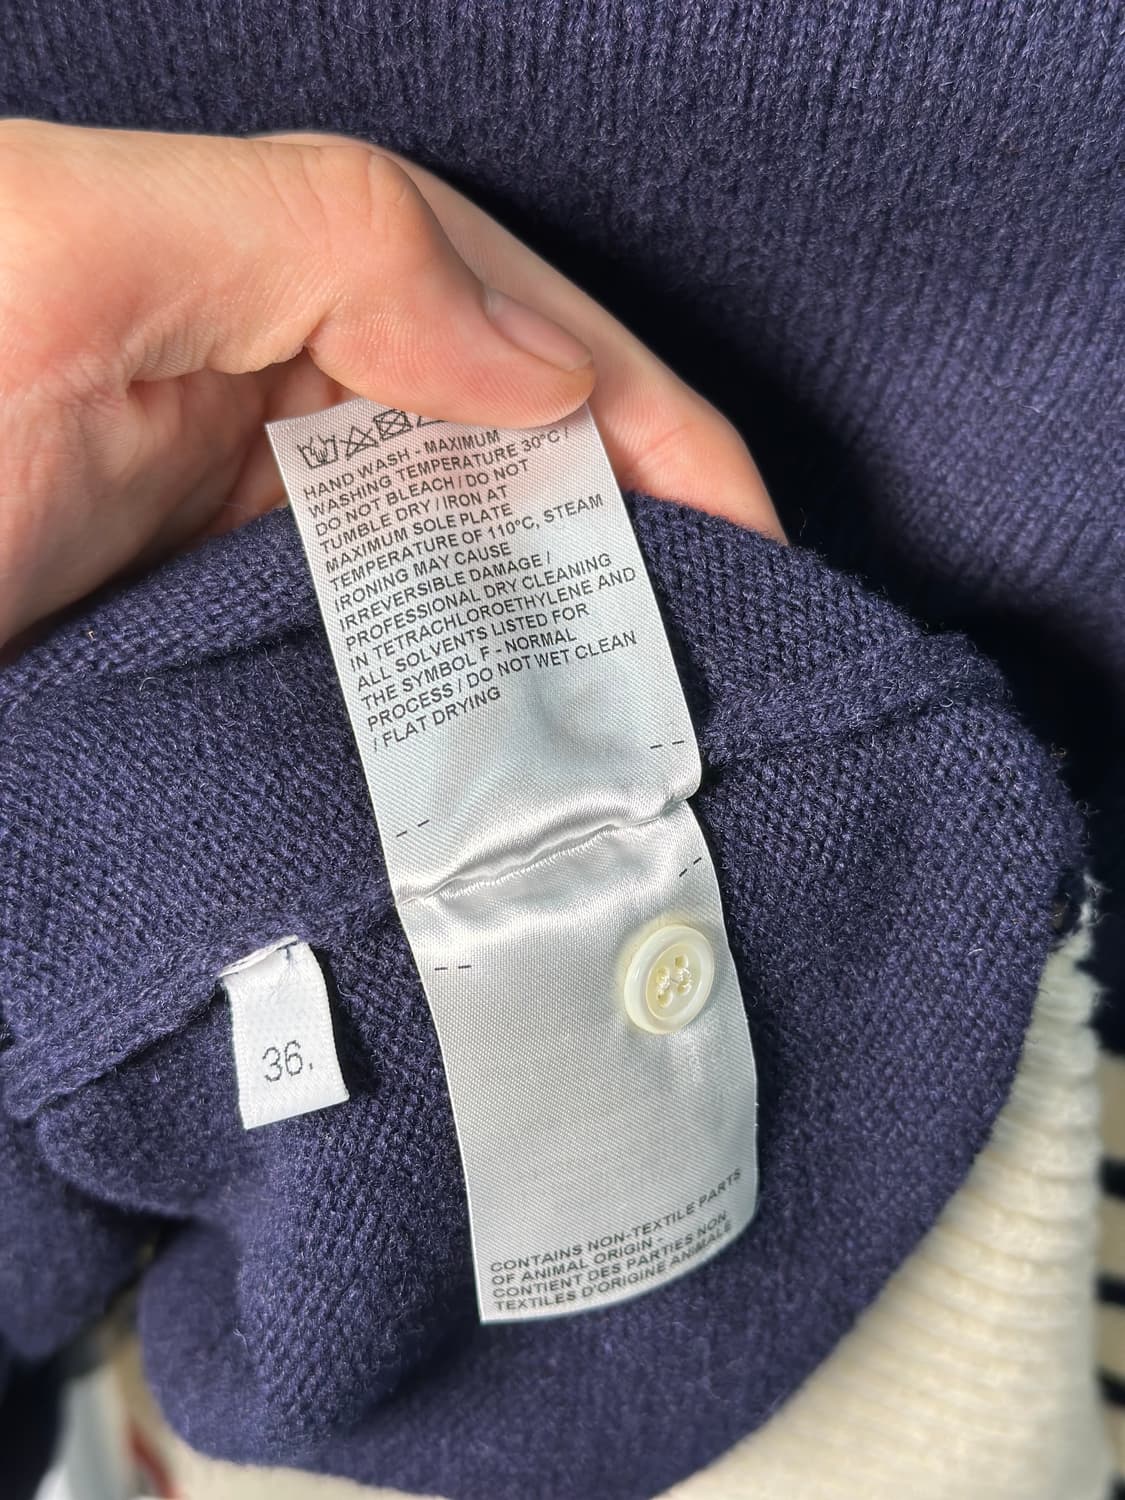 HAND WASH - MAXIMUM
WASHING TEMPERATURE 30°C /
DO NOT BLEACH / DO NOT
TUMBLE DRY / IRON AT
MAXIMUM SOLE PLATE
TEMPERATURE OF 110°C, STEAM
IRONING MAY CAUSE
IRREVERSIBLE DAMAGE /
PROFESSIONAL DRY CLEANING
IN TETRACHLOROETHYLENE AND
ALL SOLVENTS LISTED FOR
THE SYMBOL F - NORMAL
PROCESS / DO NOT WET CLEAN
/ FLAT DRYING
36.
CONTAINS NON-TEXTILE PARTS
OF ANIMAL ORIGIN -
CONTIENT DES PARTIES NON
TEXTILES D'ORIGINE ANIMALE